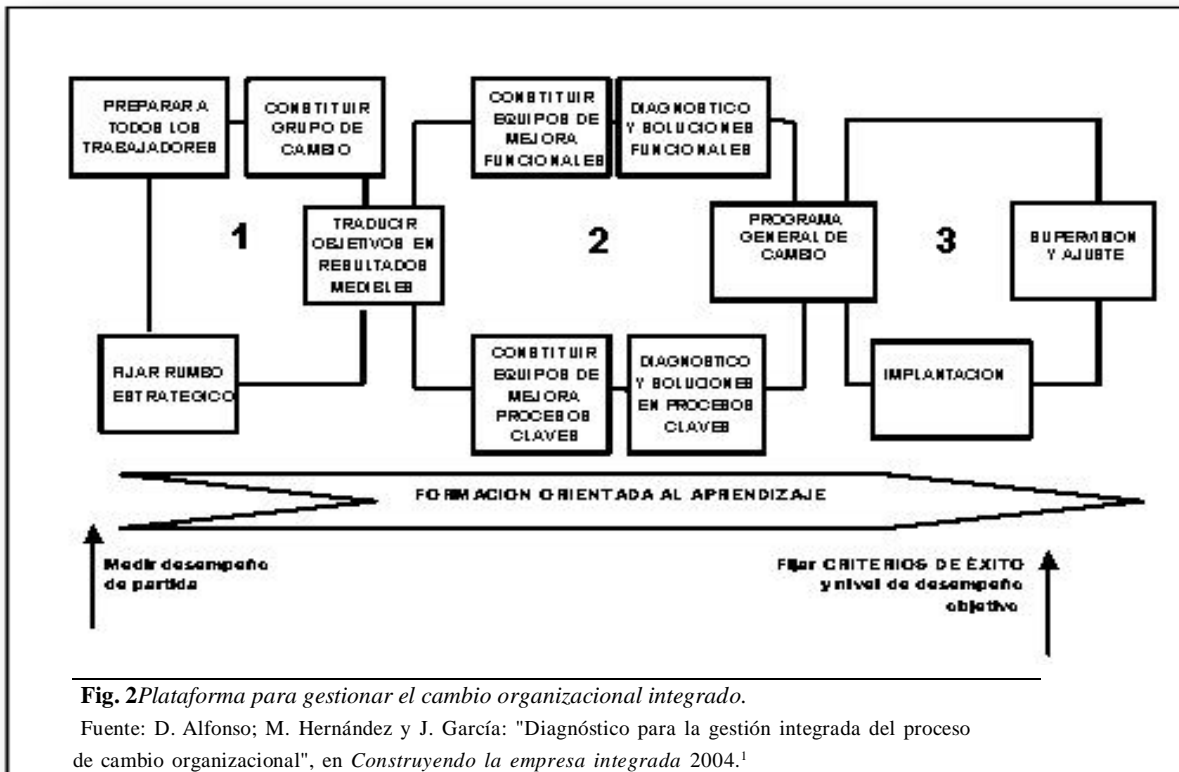 PREPARAR A
TODOS LOS
TRABAJADORES
CONSTITUIR
GRUPO DE
CAMBIO
FIJAR RUMBO
ESTRATEGICO
1
TRADUCIR
OBJETIVOS EN
RESULTADOS
MEDIBLES
CONSTITUIR
EQUIPOS DE
MEJORA
FUNCIONALES
DIAGNOSTICO
Y SOLUCIONES
FUNCIONALES
2
CONSTITUIR
EQUIPOS DE
MEJORA
PROCESOS
CLAVES
DIAGNOSTICO
Y SOLUCIONES
EN PROCESOS
CLAVES
PROGRAMA
GENERAL DE
CAMBIO
3
SUPERVISION
Y AJUSTE
IMPLANTACION
FORMACION ORIENTADA AL APRENDIZAJE
Medir desempeño
de partida
Fijar CRITERIOS DE ÉXITO
y nivel de desempeño
objetivo
Fig. 2 Plataforma para gestionar el cambio organizacional integrado.
Fuente: D. Alfonso; M. Hernández y J. García: "Diagnóstico para la gestión integrada del proceso
de cambio organizacional", en Construyendo la empresa integrada 2004.¹